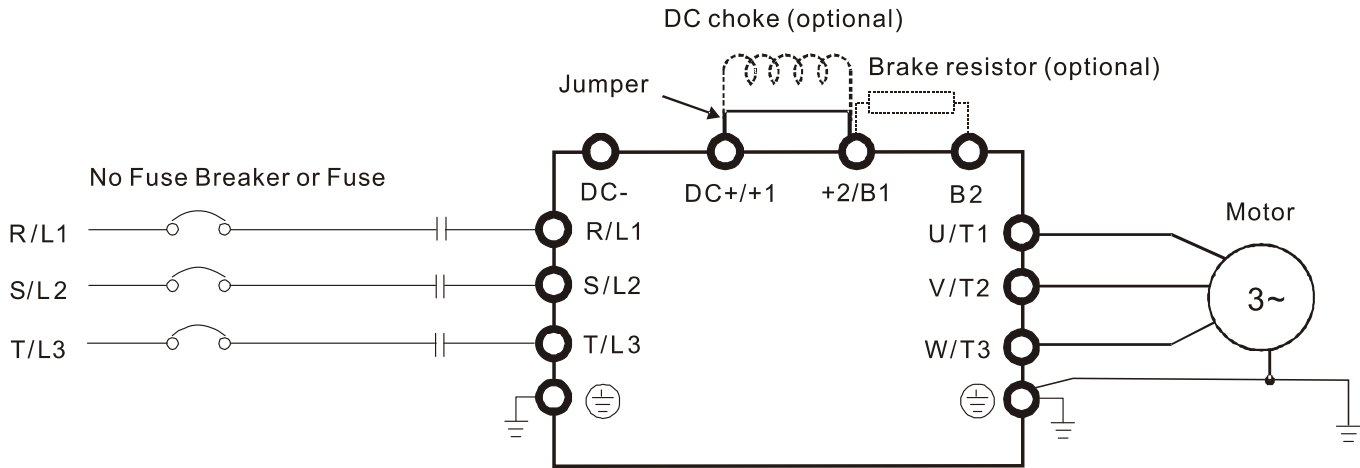 DC choke (optional)
Jumper
Brake resistor (optional)
No Fuse Breaker or Fuse
DC-
DC+/+1
+2/B1
B2
Motor
R/L1
R/L1
U/T1
S/L2
S/L2
V/T2
3~
T/L3
T/L3
W/T3